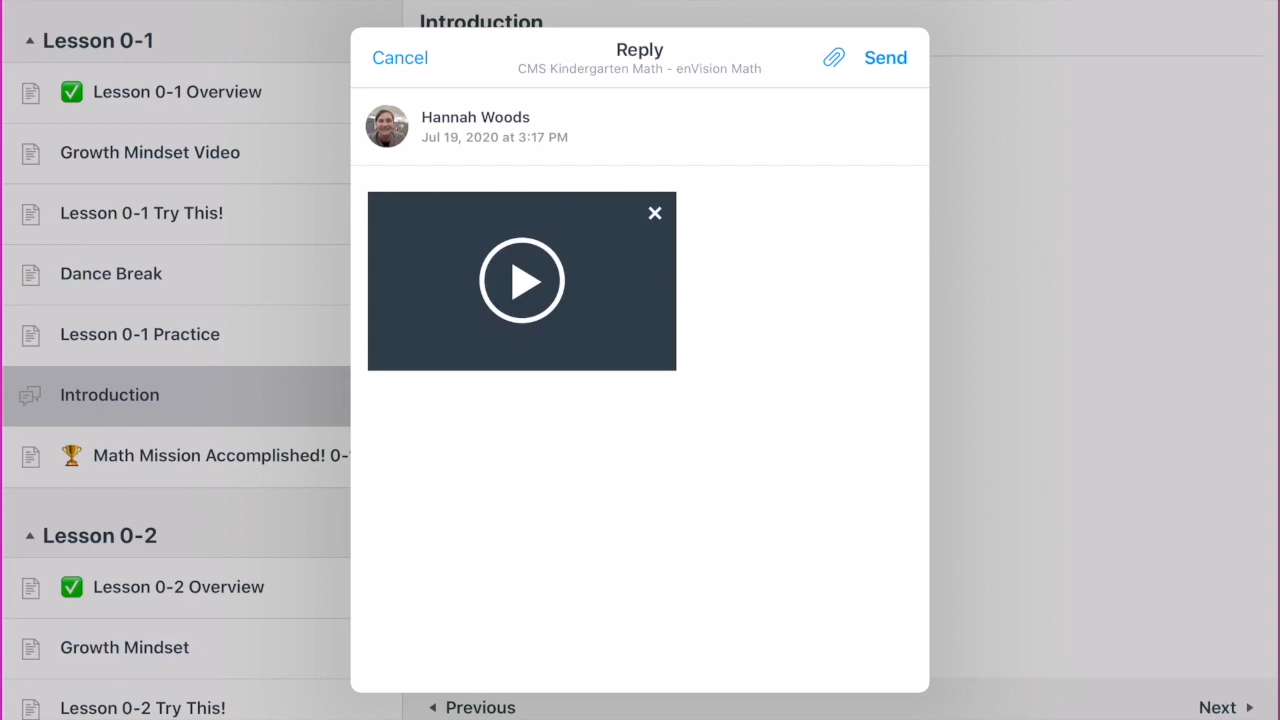 Lesson 0-1
Lesson 0-1 Overview
Growth Mindset Video
Lesson 0-1 Try This!
Dance Break
Lesson 0-1 Practice
Introduction
Math Mission Accomplished! 0-
Lesson 0-2
Lesson 0-2 Overview
Growth Mindset
Lesson 0-2 Try This!
Introduction
Cancel
Reply
CMS Kindergarten Math - enVision Math
Send
Hannah Woods
Jul 19, 2020 at 3:17 PM
Previous
Next